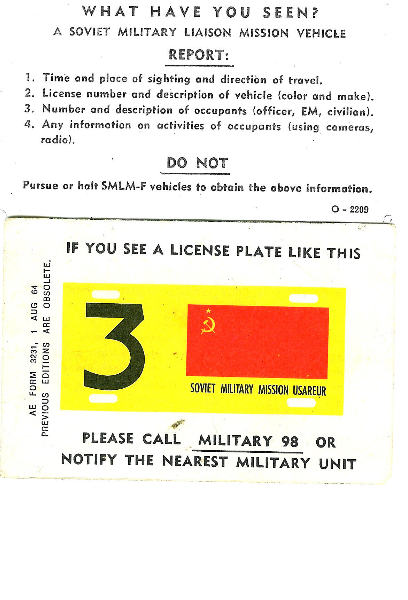 WHAT HAVE YOU SEEN?
A SOVIET MILITARY LIAISON MISSION VEHICLE
REPORT:
1. Time and place of sighting and direction of travel.
2. License number and description of vehicle (color and make).
3. Number and description of occupants (officer, EM, civilian).
4. Any information on activities of occupants (using cameras,
radio).
DO NOT
Pursue or halt SMLM-F vehicles to obtain the above information.
O - 2209
IF YOU SEE A LICENSE PLATE LIKE THIS
AE FORM 3231, 1 AUG 64
PREVIOUS EDITIONS ARE OBSOLETE.
3
SOVIET MILITARY MISSION USAREUR
PLEASE CALL MILITARY 98 OR
NOTIFY THE NEAREST MILITARY UNIT